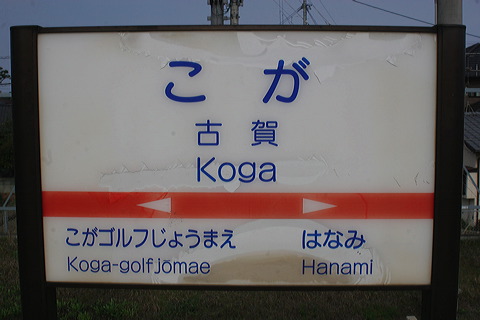 こが
古賀
Koga
こがゴルフじょうまえ はなみ
Koga-golfjōmae Hanami